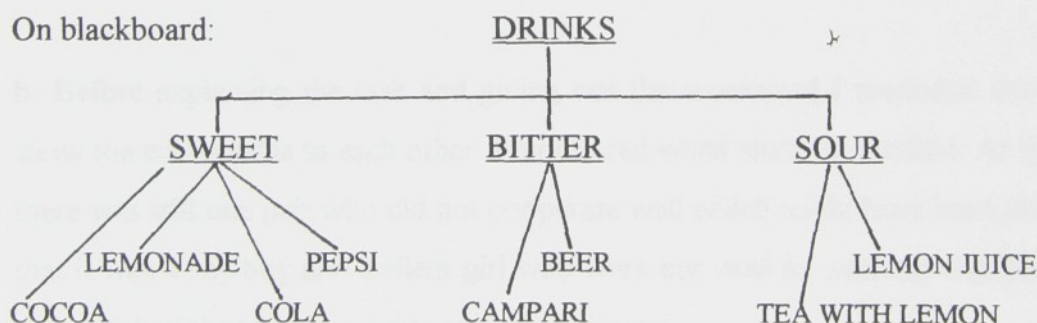 On blackboard: DRINKS
SWEET BITTER SOUR
LEMONADE PEPSI BEER LEMON JUICE
COCOA COLA CAMPARI TEA WITH LEMON